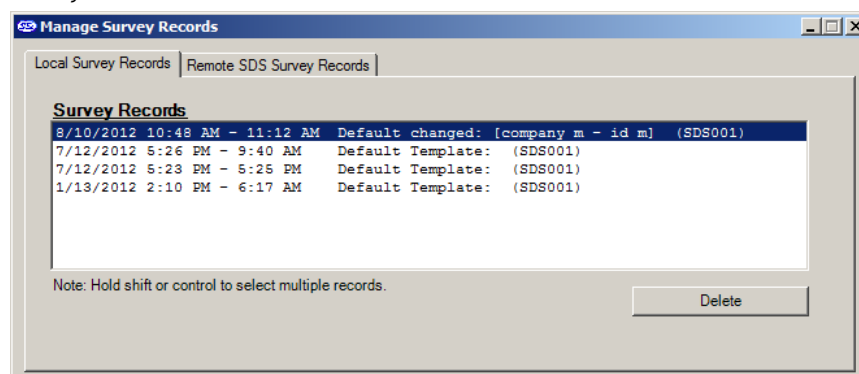 Manage Survey Records
Local Survey Records Remote SDS Survey Records
Survey Records
8/10/2012 10:48 AM - 11:12 AM Default changed: [company m - id m] (SDS001)
7/12/2012 5:26 PM - 9:40 AM Default Template: (SDS001)
7/12/2012 5:23 PM - 5:25 PM Default Template: (SDS001)
1/13/2012 2:10 PM - 6:17 AM Default Template: (SDS001)
Note: Hold shift or control to select multiple records.
Delete